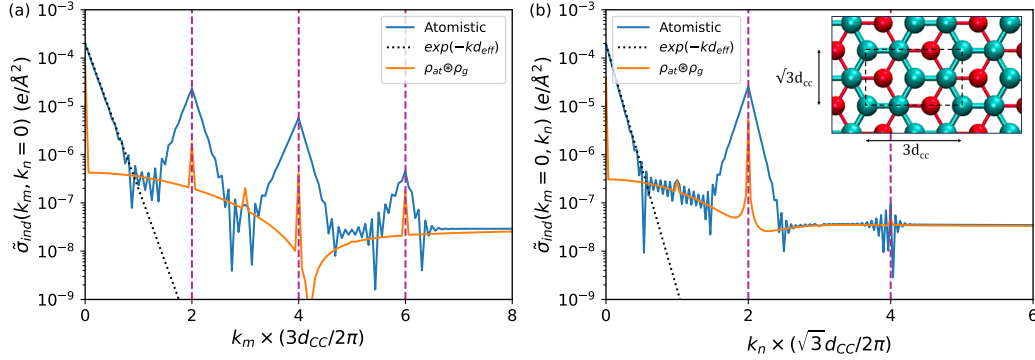 (a)
Atomistic
exp(−kd_eff)
ρ_at⊛ρ_g
σ̃_ind(k_m, k_n = 0) (e/Å²)
10⁻³
10⁻⁴
10⁻⁵
10⁻⁶
10⁻⁷
10⁻⁸
10⁻⁹
0 2 4 6 8
k_m × (3d_CC/2π)
(b)
Atomistic
exp(−kd_eff)
ρ_at⊛ρ_g
√3d_cc
3d_cc
σ̃_ind(k_m = 0, k_n) (e/Å²)
10⁻³
10⁻⁴
10⁻⁵
10⁻⁶
10⁻⁷
10⁻⁸
10⁻⁹
0 1 2 3 4 5 6
k_n × (√3d_CC/2π)